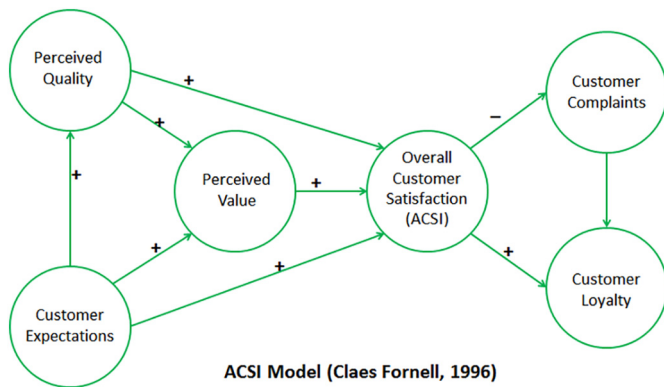 Perceived
Quality
+
+
+
Customer
Expectations
+
+
Perceived
Value
+
Overall
Customer
Satisfaction
(ACSI)
–
+
Customer
Complaints
Customer
Loyalty
ACSI Model (Claes Fornell, 1996)